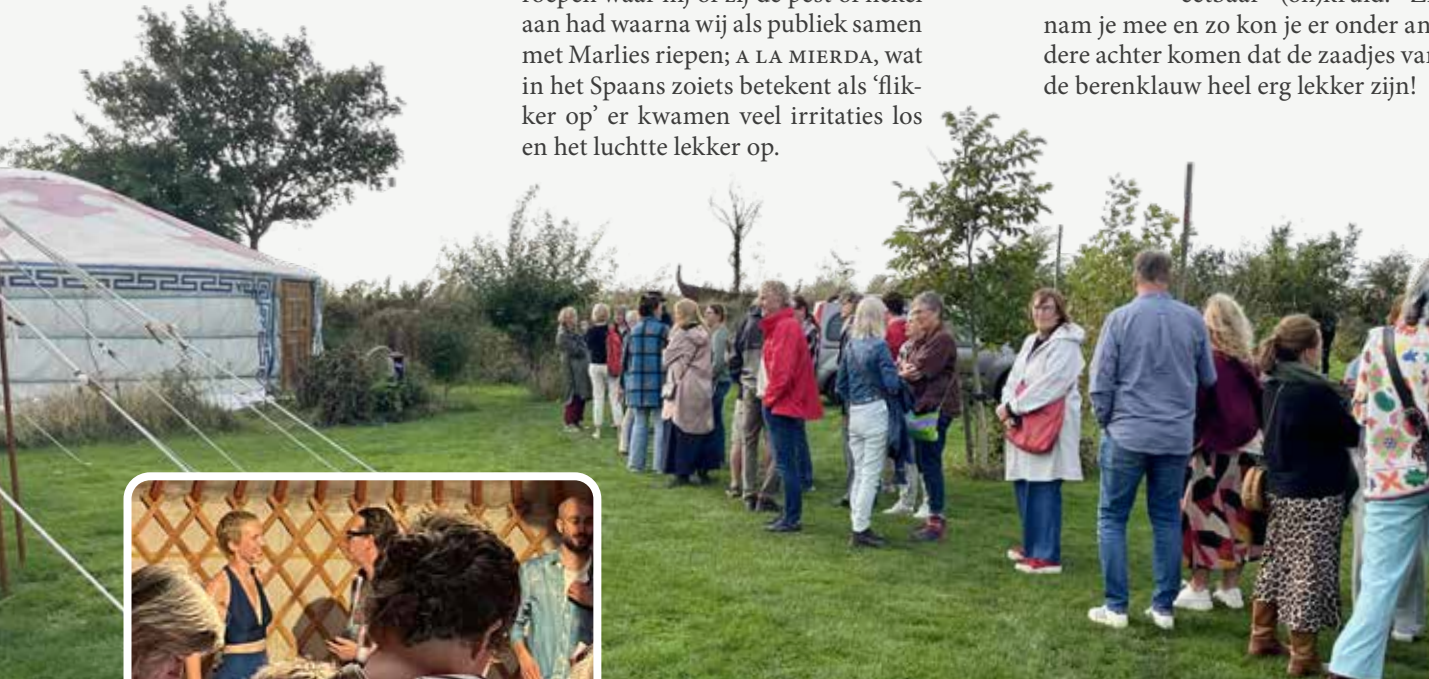 aan had waarna wij als publiek samen
met Marlies riepen; A LA MIERDA, wat
in het Spaans zoiets betekent als ‘flik-
ker op’ er kwamen veel irritaties los
en het luchtte lekker op.
nam je mee en zo kon je er onder an
dere achter komen dat de zaadjes van
de berenklauw heel erg lekker zijn!